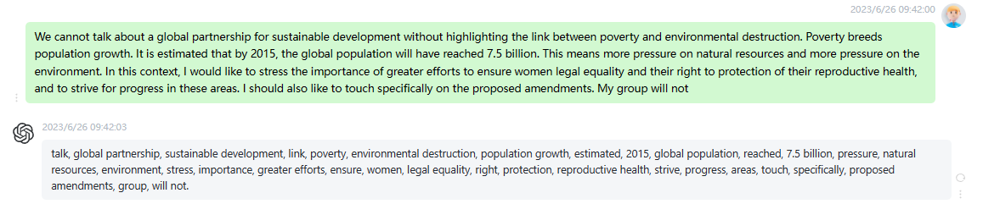 2023/6/26 09:42:00
We cannot talk about a global partnership for sustainable development without highlighting the link between poverty and environmental destruction. Poverty breeds
population growth. It is estimated that by 2015, the global population will have reached 7.5 billion. This means more pressure on natural resources and more pressure on the
environment. In this context, I would like to stress the importance of greater efforts to ensure women legal equality and their right to protection of their reproductive health,
and to strive for progress in these areas. I should also like to touch specifically on the proposed amendments. My group will not
2023/6/26 09:42:03
talk, global partnership, sustainable development, link, poverty, environmental destruction, population growth, estimated, 2015, global population, reached, 7.5 billion, pressure, natural
resources, environment, stress, importance, greater efforts, ensure, women, legal equality, right, protection, reproductive health, strive, progress, areas, touch, specifically, proposed
amendments, group, will not.